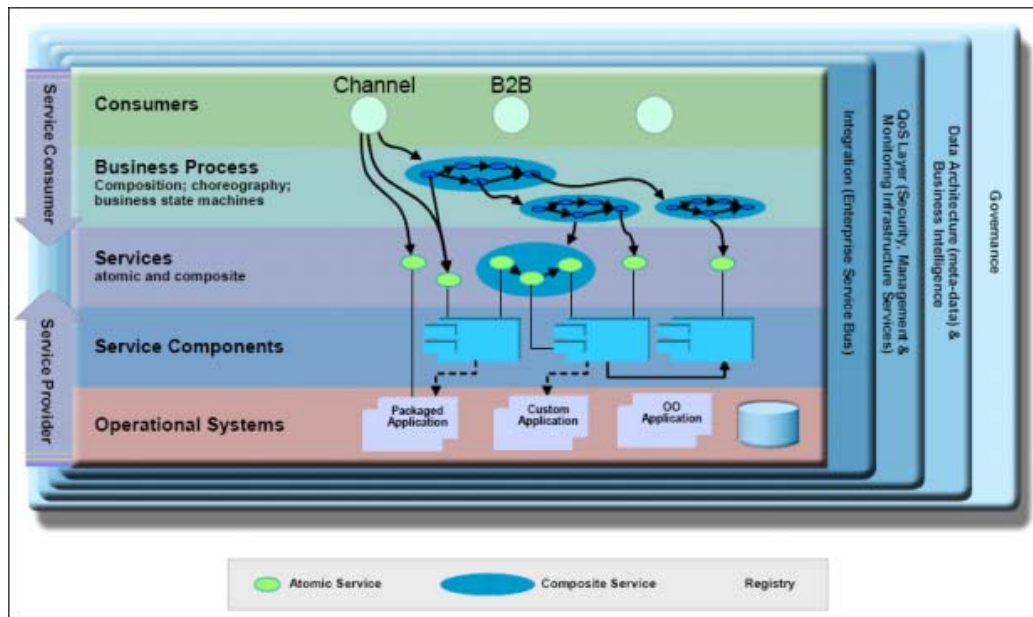 Channel
B2B
Consumers
Business Process
Composition; choreography;
business state machines
Services
atomic and composite
Service Components
Operational Systems
Packaged
Application
Custom
Application
OO
Application
Service Consumer
Service Provider
Integration (Enterprise Service Bus)
QoS Layer (Security, Management &
Monitoring Infrastructure Services)
Data Architecture (meta-data) &
Business Intelligence
Governance
Atomic Service
Composite Service
Registry